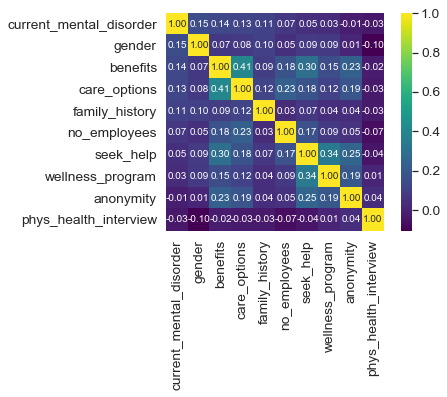 current_mental_disorder 1.00 0.15 0.14 0.13 0.11 0.07 0.05 0.03 -0.01 -0.03
gender 0.15 1.00 0.07 0.08 0.10 0.05 0.09 0.09 0.01 -0.10
benefits 0.14 0.07 1.00 0.41 0.09 0.18 0.30 0.15 0.23 -0.02
care_options 0.13 0.08 0.41 1.00 0.12 0.23 0.18 0.12 0.19 -0.03
family_history 0.11 0.10 0.09 0.12 1.00 0.03 0.07 0.04 0.04 -0.03
no_employees 0.07 0.05 0.18 0.23 0.03 1.00 0.17 0.09 0.05 -0.07
seek_help 0.05 0.09 0.30 0.18 0.07 0.17 1.00 0.34 0.25 -0.04
wellness_program 0.03 0.09 0.15 0.12 0.04 0.09 0.34 1.00 0.19 0.01
anonymity -0.01 0.01 0.23 0.19 0.04 0.05 0.25 0.19 1.00 0.04
phys_health_interview -0.03 -0.10 -0.02 -0.03 -0.03 -0.07 -0.04 0.01 0.04 1.00
current_mental_disorder
gender
benefits
care_options
family_history
no_employees
seek_help
wellness_program
anonymity
phys_health_interview
1.0
0.8
0.6
0.4
0.2
0.0